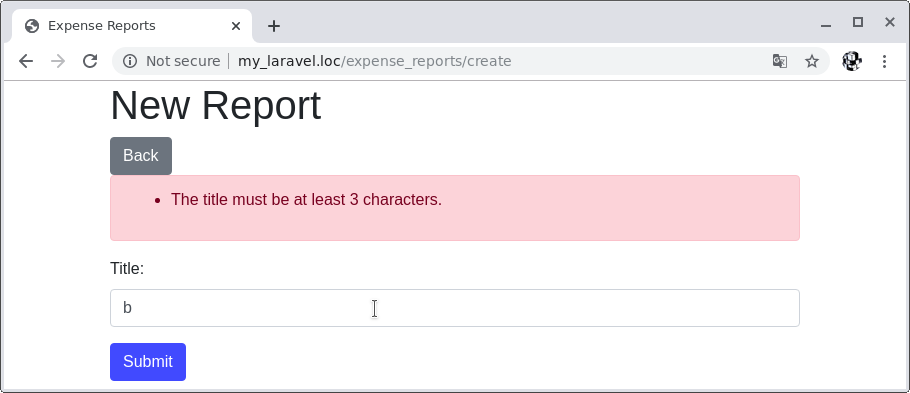 Expense Reports
Not secure | my_laravel.loc/expense_reports/create
New Report
Back
• The title must be at least 3 characters.
Title:
b
Submit